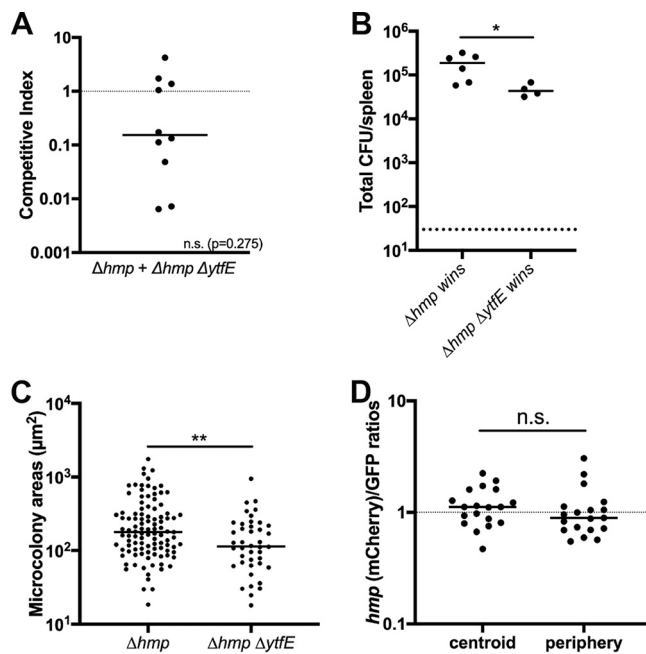 A
Competitive Index
10
1
0.1
0.01
0.001
n.s. (p=0.275)
Δhmp + Δhmp ΔytfE
B
Total CFU/spleen
10⁶
10⁵
10⁴
10³
10²
10¹
*
Δhmp wins
Δhmp ΔytfE wins
C
Microcolony areas (µm²)
10⁴
10³
10²
10¹
**
Δhmp
Δhmp ΔytfE
D
hmp (mCherry)/GFP ratios
10
1
0.1
n.s.
centroid
periphery